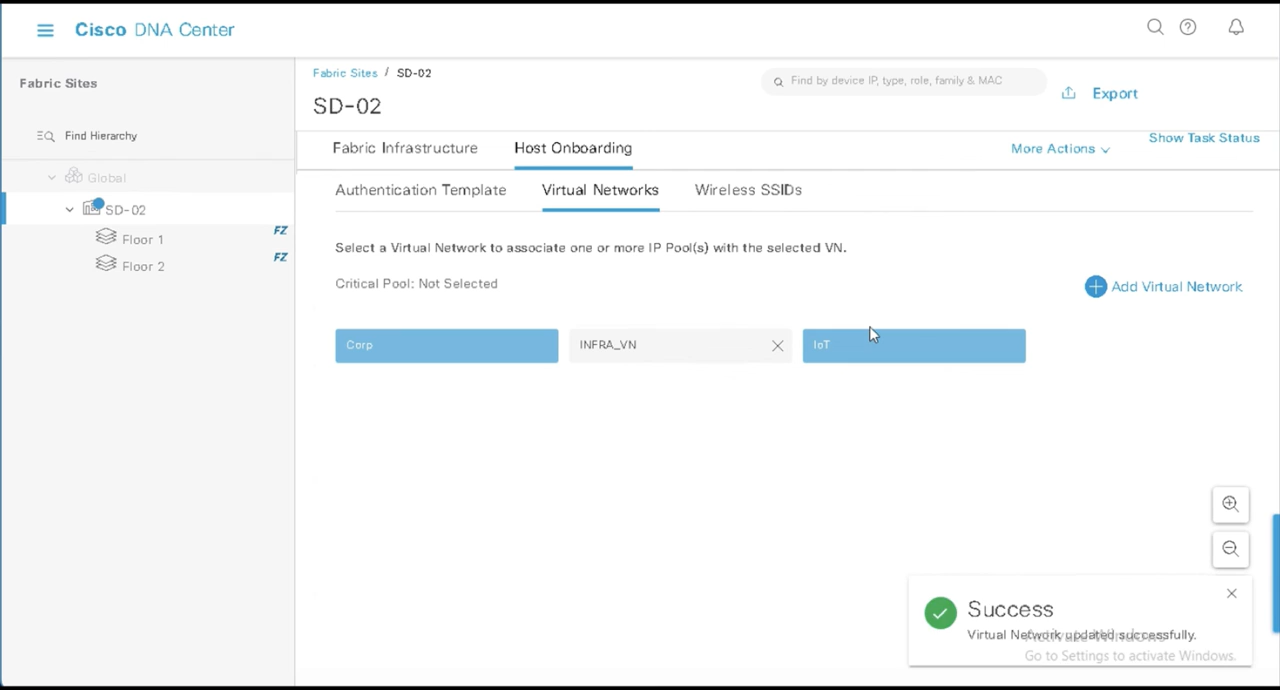 Cisco DNA Center
Fabric Sites
Find Hierarchy
Global
SD-02
Floor 1
FZ
Floor 2
FZ
Fabric Sites / SD-02
Find by device IP, type, role, family & MAC
SD-02
Export
Fabric Infrastructure
Host Onboarding
More Actions
Show Task Status
Authentication Template
Virtual Networks
Wireless SSIDs
Select a Virtual Network to associate one or more IP Pool(s) with the selected VN.
Critical Pool: Not Selected
Add Virtual Network
Corp
INFRA_VN
IoT
Success
Virtual Network updated successfully.
Activate Windows
Go to Settings to activate Windows.